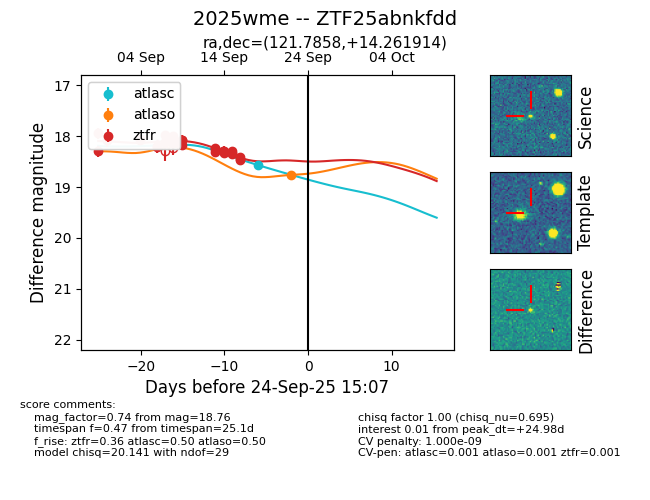 2025wme -- ZTF25abnkfdd
ra,dec=(121.7858,+14.261914)
04 Sep 14 Sep 24 Sep 04 Oct
atlasc
atlaso
ztfr
17
18
19
20
21
22
Difference magnitude
−20 −10 0 10
Days before 24-Sep-25 15:07
Science
Template
Difference
score comments:
mag_factor=0.74 from mag=18.76
timespan f=0.47 from timespan=25.1d
f_rise: ztfr=0.36 atlasc=0.50 atlaso=0.50
model chisq=20.141 with ndof=29
chisq factor 1.00 (chisq_nu=0.695)
interest 0.01 from peak_dt=+24.98d
CV penalty: 1.000e-09
CV-pen: atlasc=0.001 atlaso=0.001 ztfr=0.001